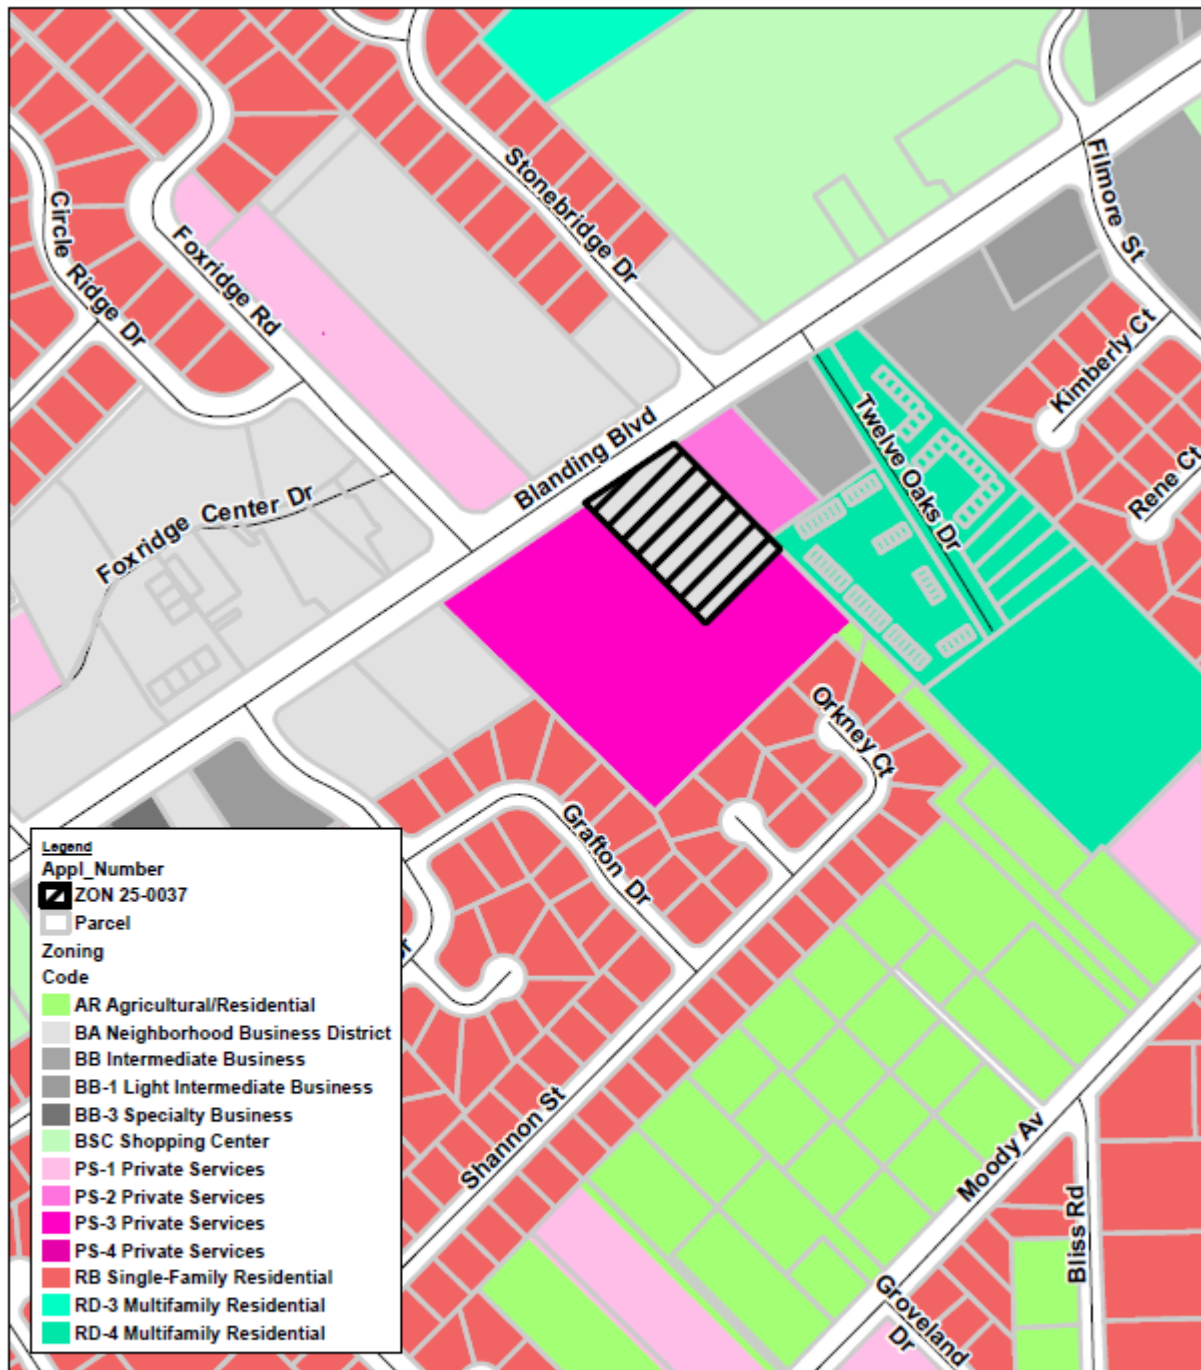 Stonebridge Dr
Filmore St
Circle Ridge Dr
Foxridge Rd
Kimberly Ct
Twelve Oaks Dr
Blanding Blvd
Rene Ct
Foxridge Center Dr
Orkney Ct
Grafton Dr
Shannon St
Moody Av
Bliss Rd
Groveland Dr
Legend
Appl_Number
ZON 25-0037
Parcel
Zoning
Code
AR Agricultural/Residential
BA Neighborhood Business District
BB Intermediate Business
BB-1 Light Intermediate Business
BB-3 Specialty Business
BSC Shopping Center
PS-1 Private Services
PS-2 Private Services
PS-3 Private Services
PS-4 Private Services
RB Single-Family Residential
RD-3 Multifamily Residential
RD-4 Multifamily Residential